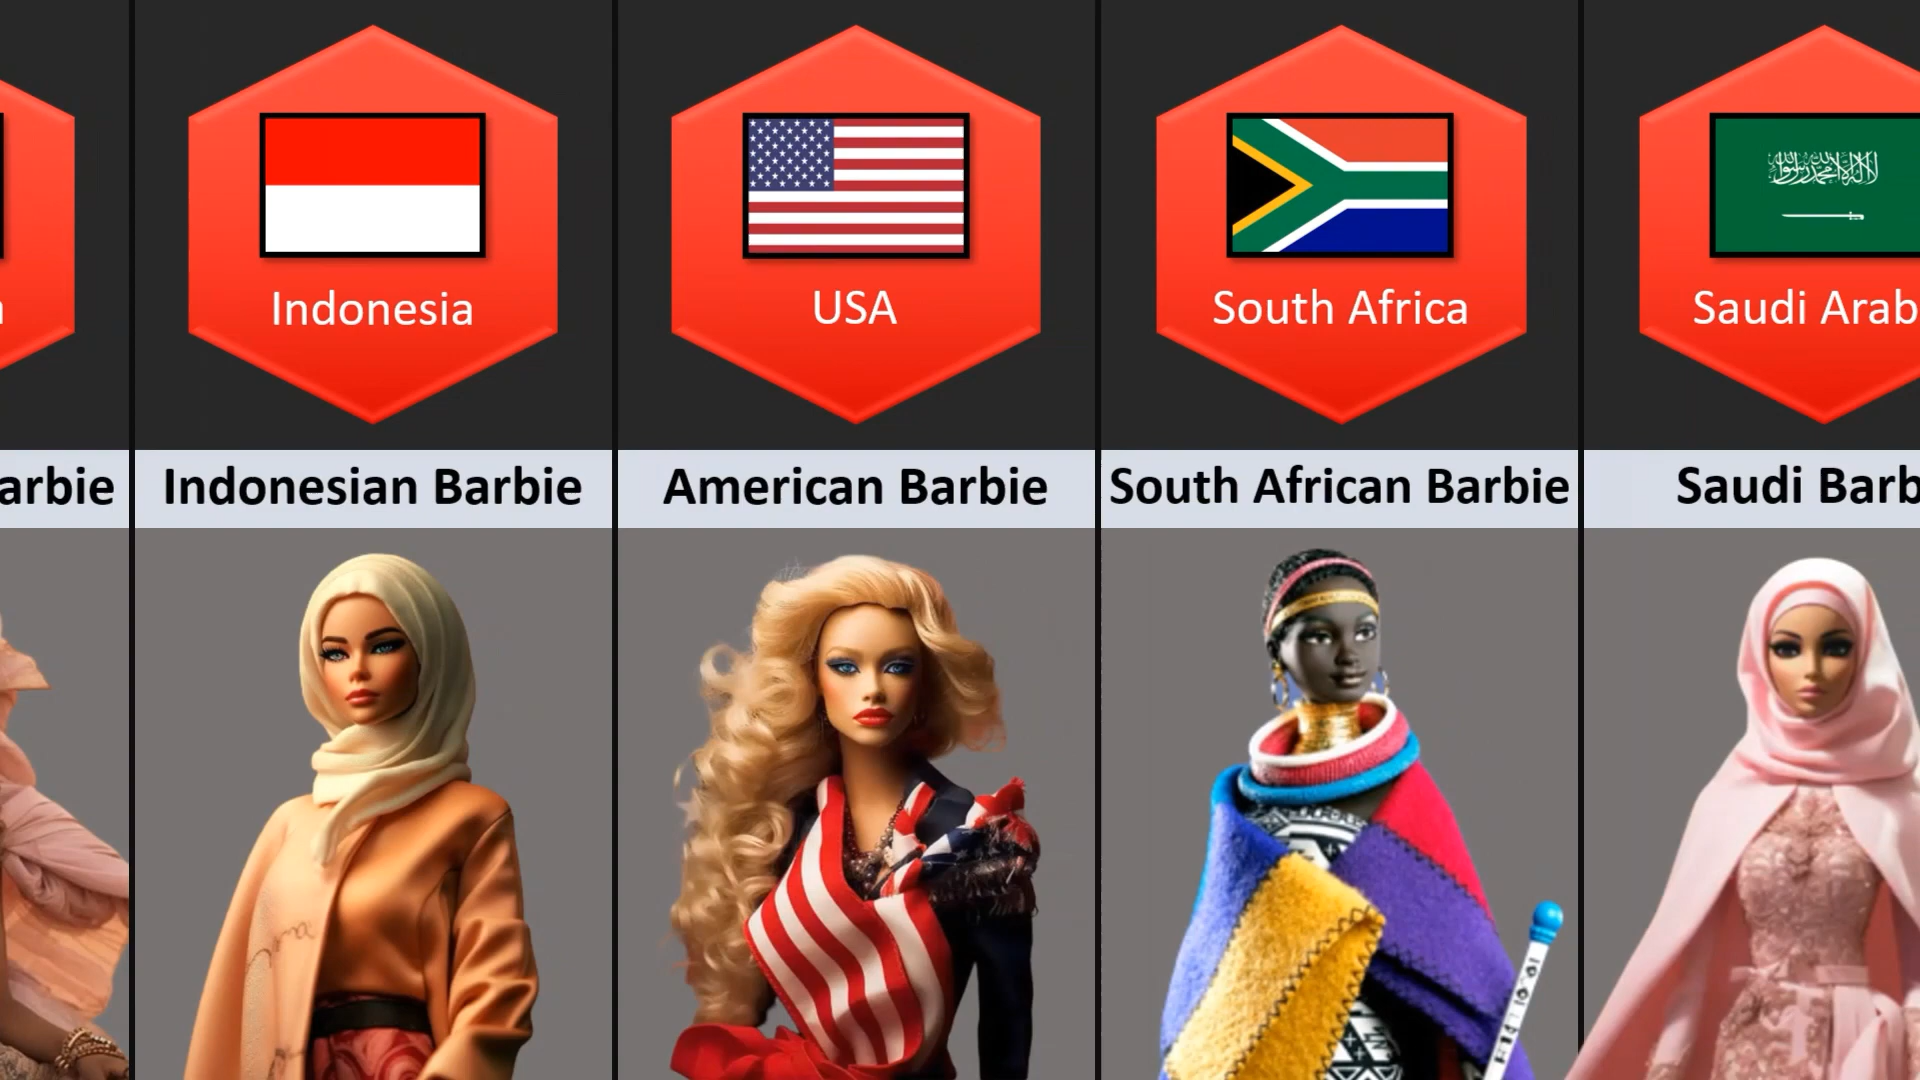 Indonesia
USA
South Africa
Saudi Arab
arbie
Indonesian Barbie
American Barbie
South African Barbie
Saudi Barb